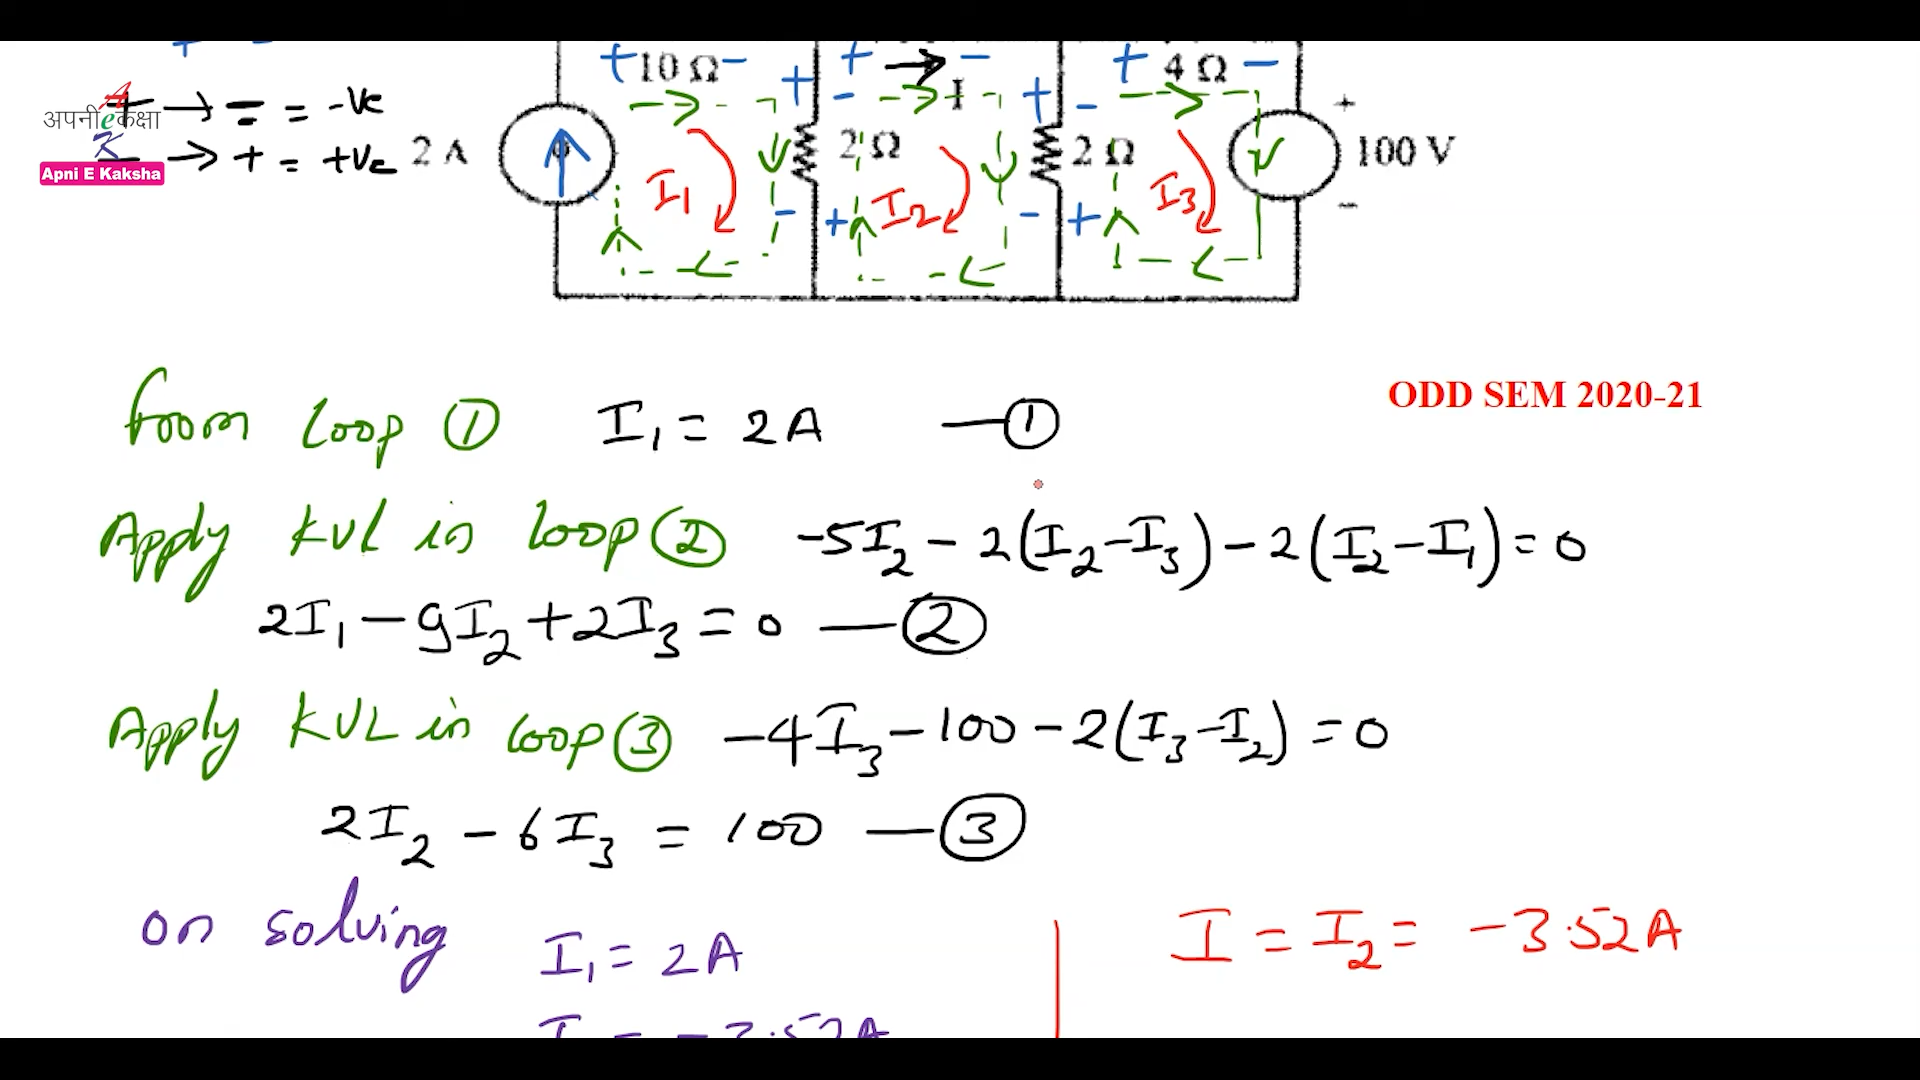 + 10 Ω - + - I + 4 Ω -
+ → - = -ve
- → + = +ve
अपनी e कक्षा
Apni E Kaksha
2 A I1 2 Ω I2 2 Ω I3 V + 100 V -
from loop ① I1 = 2A — ①
ODD SEM 2020-21
Apply KVL in loop ② -5I2 - 2(I2 - I3) - 2(I2 - I1) = 0
2I1 - 9I2 + 2I3 = 0 — ②
Apply KVL in loop ③ -4I3 - 100 - 2(I3 - I2) = 0
2I2 - 6I3 = 100 — ③
on solving I1 = 2A
I = I2 = -3.52A